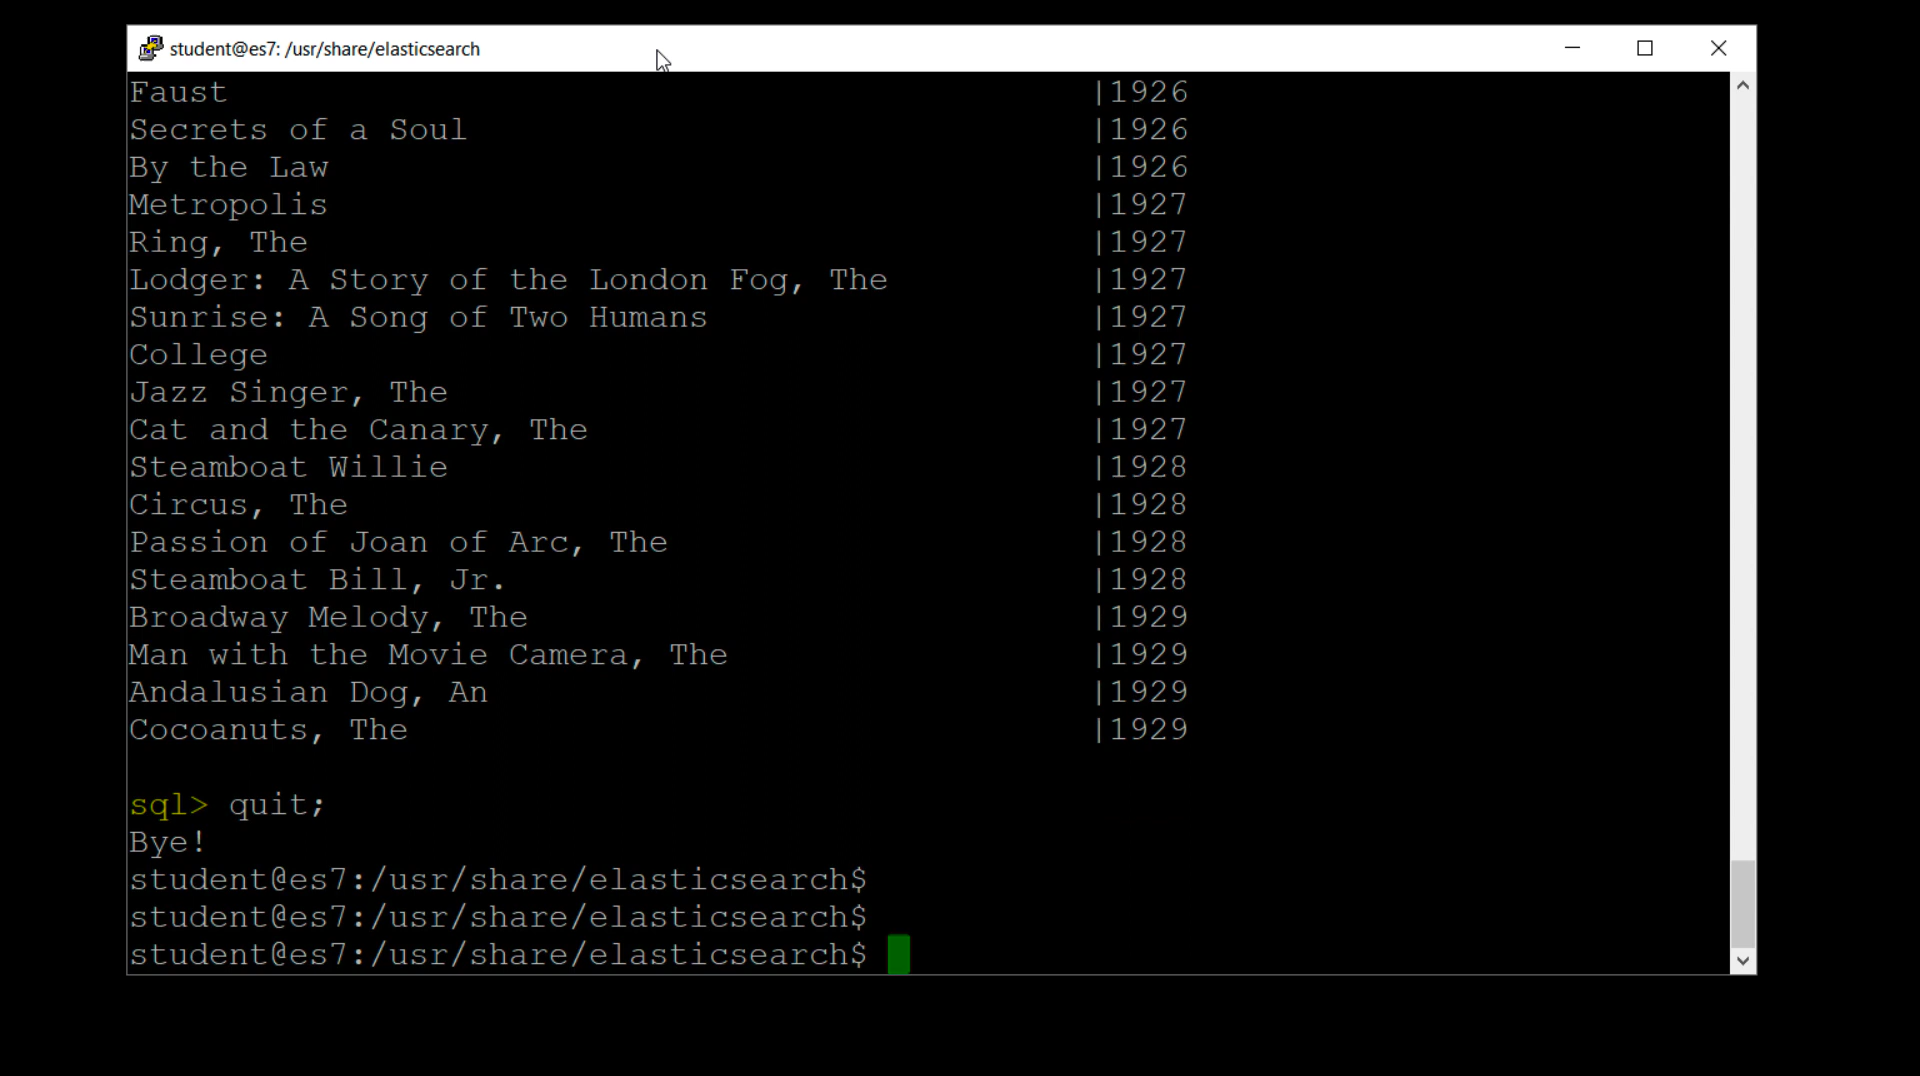 student@es7: /usr/share/elasticsearch
Faust |1926
Secrets of a Soul |1926
By the Law |1926
Metropolis |1927
Ring, The |1927
Lodger: A Story of the London Fog, The |1927
Sunrise: A Song of Two Humans |1927
College |1927
Jazz Singer, The |1927
Cat and the Canary, The |1927
Steamboat Willie |1928
Circus, The |1928
Passion of Joan of Arc, The |1928
Steamboat Bill, Jr. |1928
Broadway Melody, The |1929
Man with the Movie Camera, The |1929
Andalusian Dog, An |1929
Cocoanuts, The |1929
sql> quit;
Bye!
student@es7:/usr/share/elasticsearch$
student@es7:/usr/share/elasticsearch$
student@es7:/usr/share/elasticsearch$